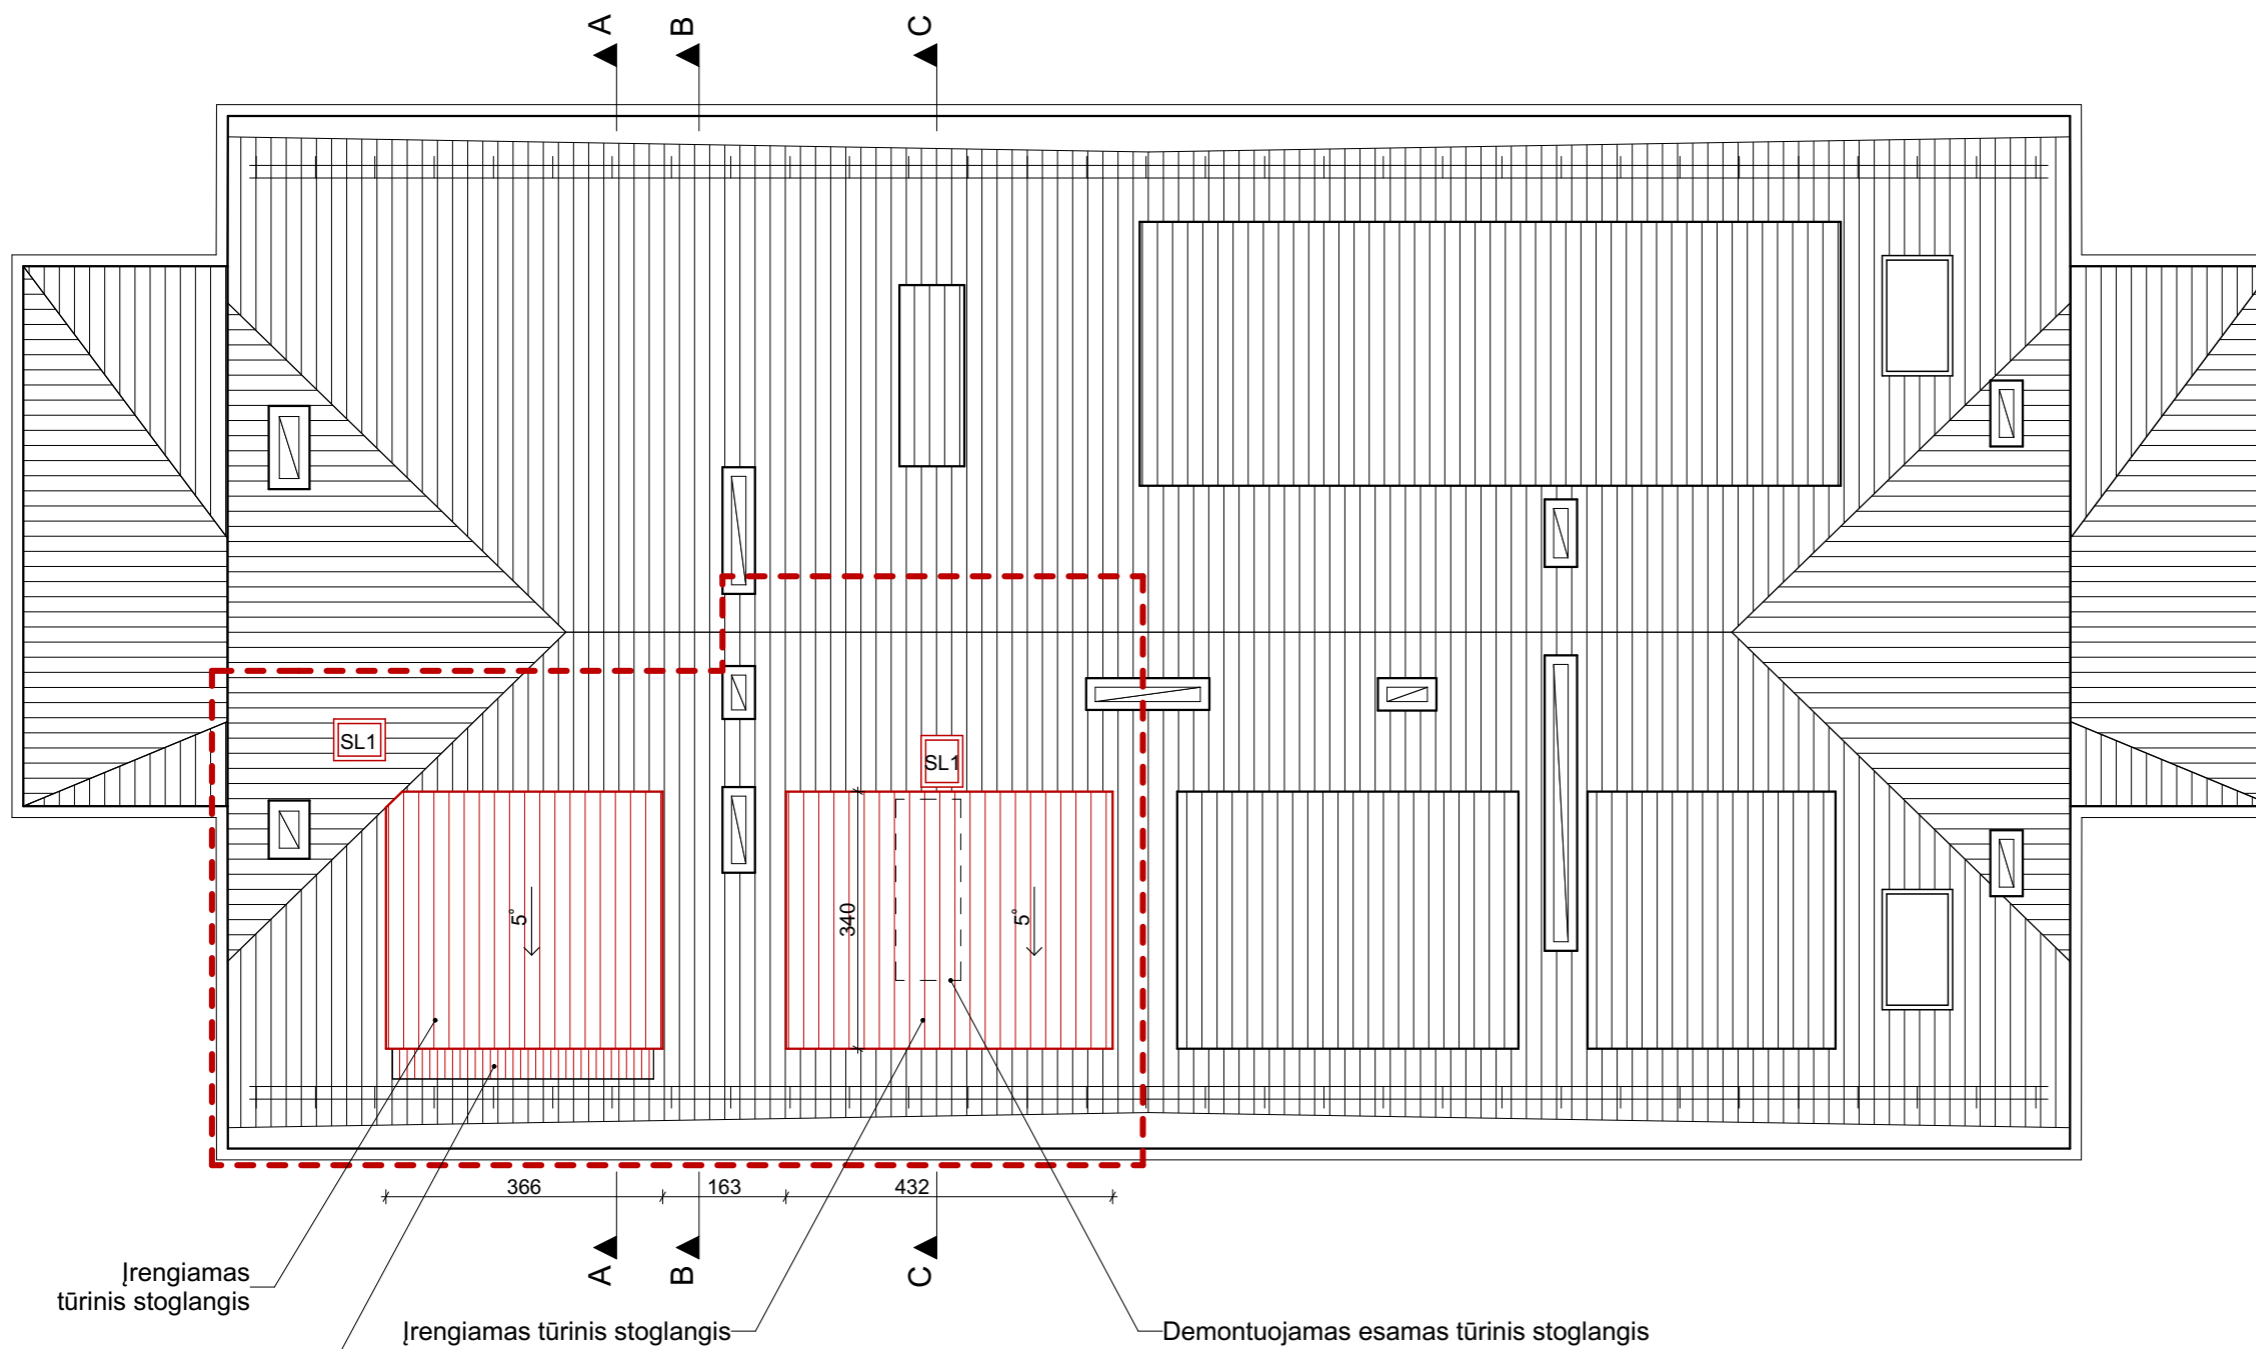 A
B
C
SL1
SL1
5°
340
5°
366
163
432
A
B
C
Įrengiamas
tūrinis stoglangis
Įrengiamas tūrinis stoglangis
Demontuojamas esamas tūrinis stoglangis